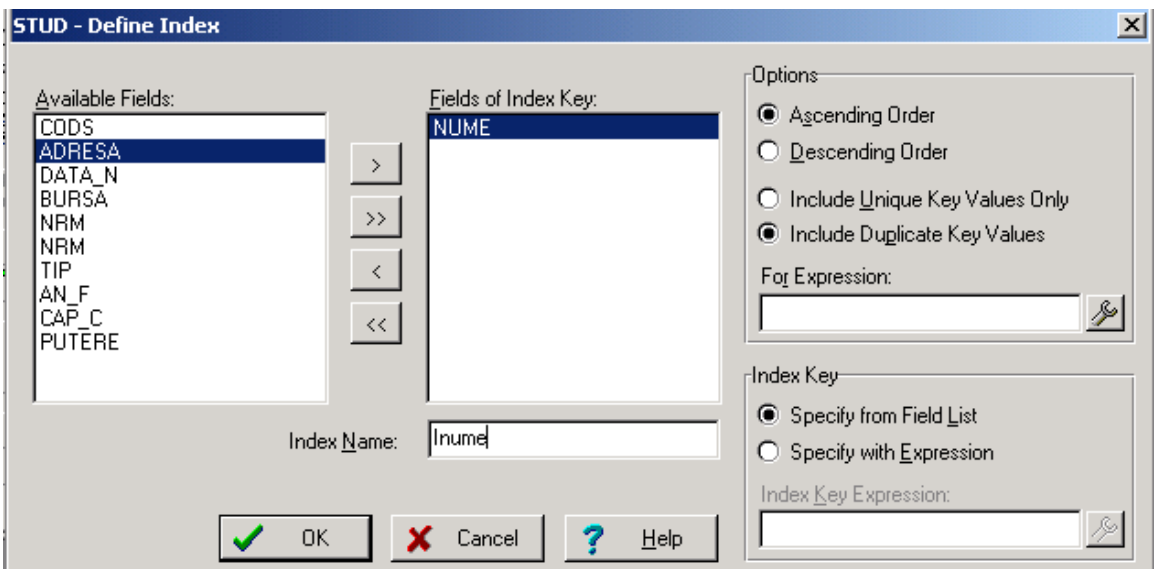 STUD - Define Index
Available Fields:
CODS
ADRESA
DATA_N
BURSA
NRM
NRM
TIP
AN_F
CAP_C
PUTERE
>
>>
<
<<
Fields of Index Key:
NUME
Index Name:
Inume
OK
Cancel
Help
Options
Ascending Order
Descending Order
Include Unique Key Values Only
Include Duplicate Key Values
For Expression:
Index Key
Specify from Field List
Specify with Expression
Index Key Expression: